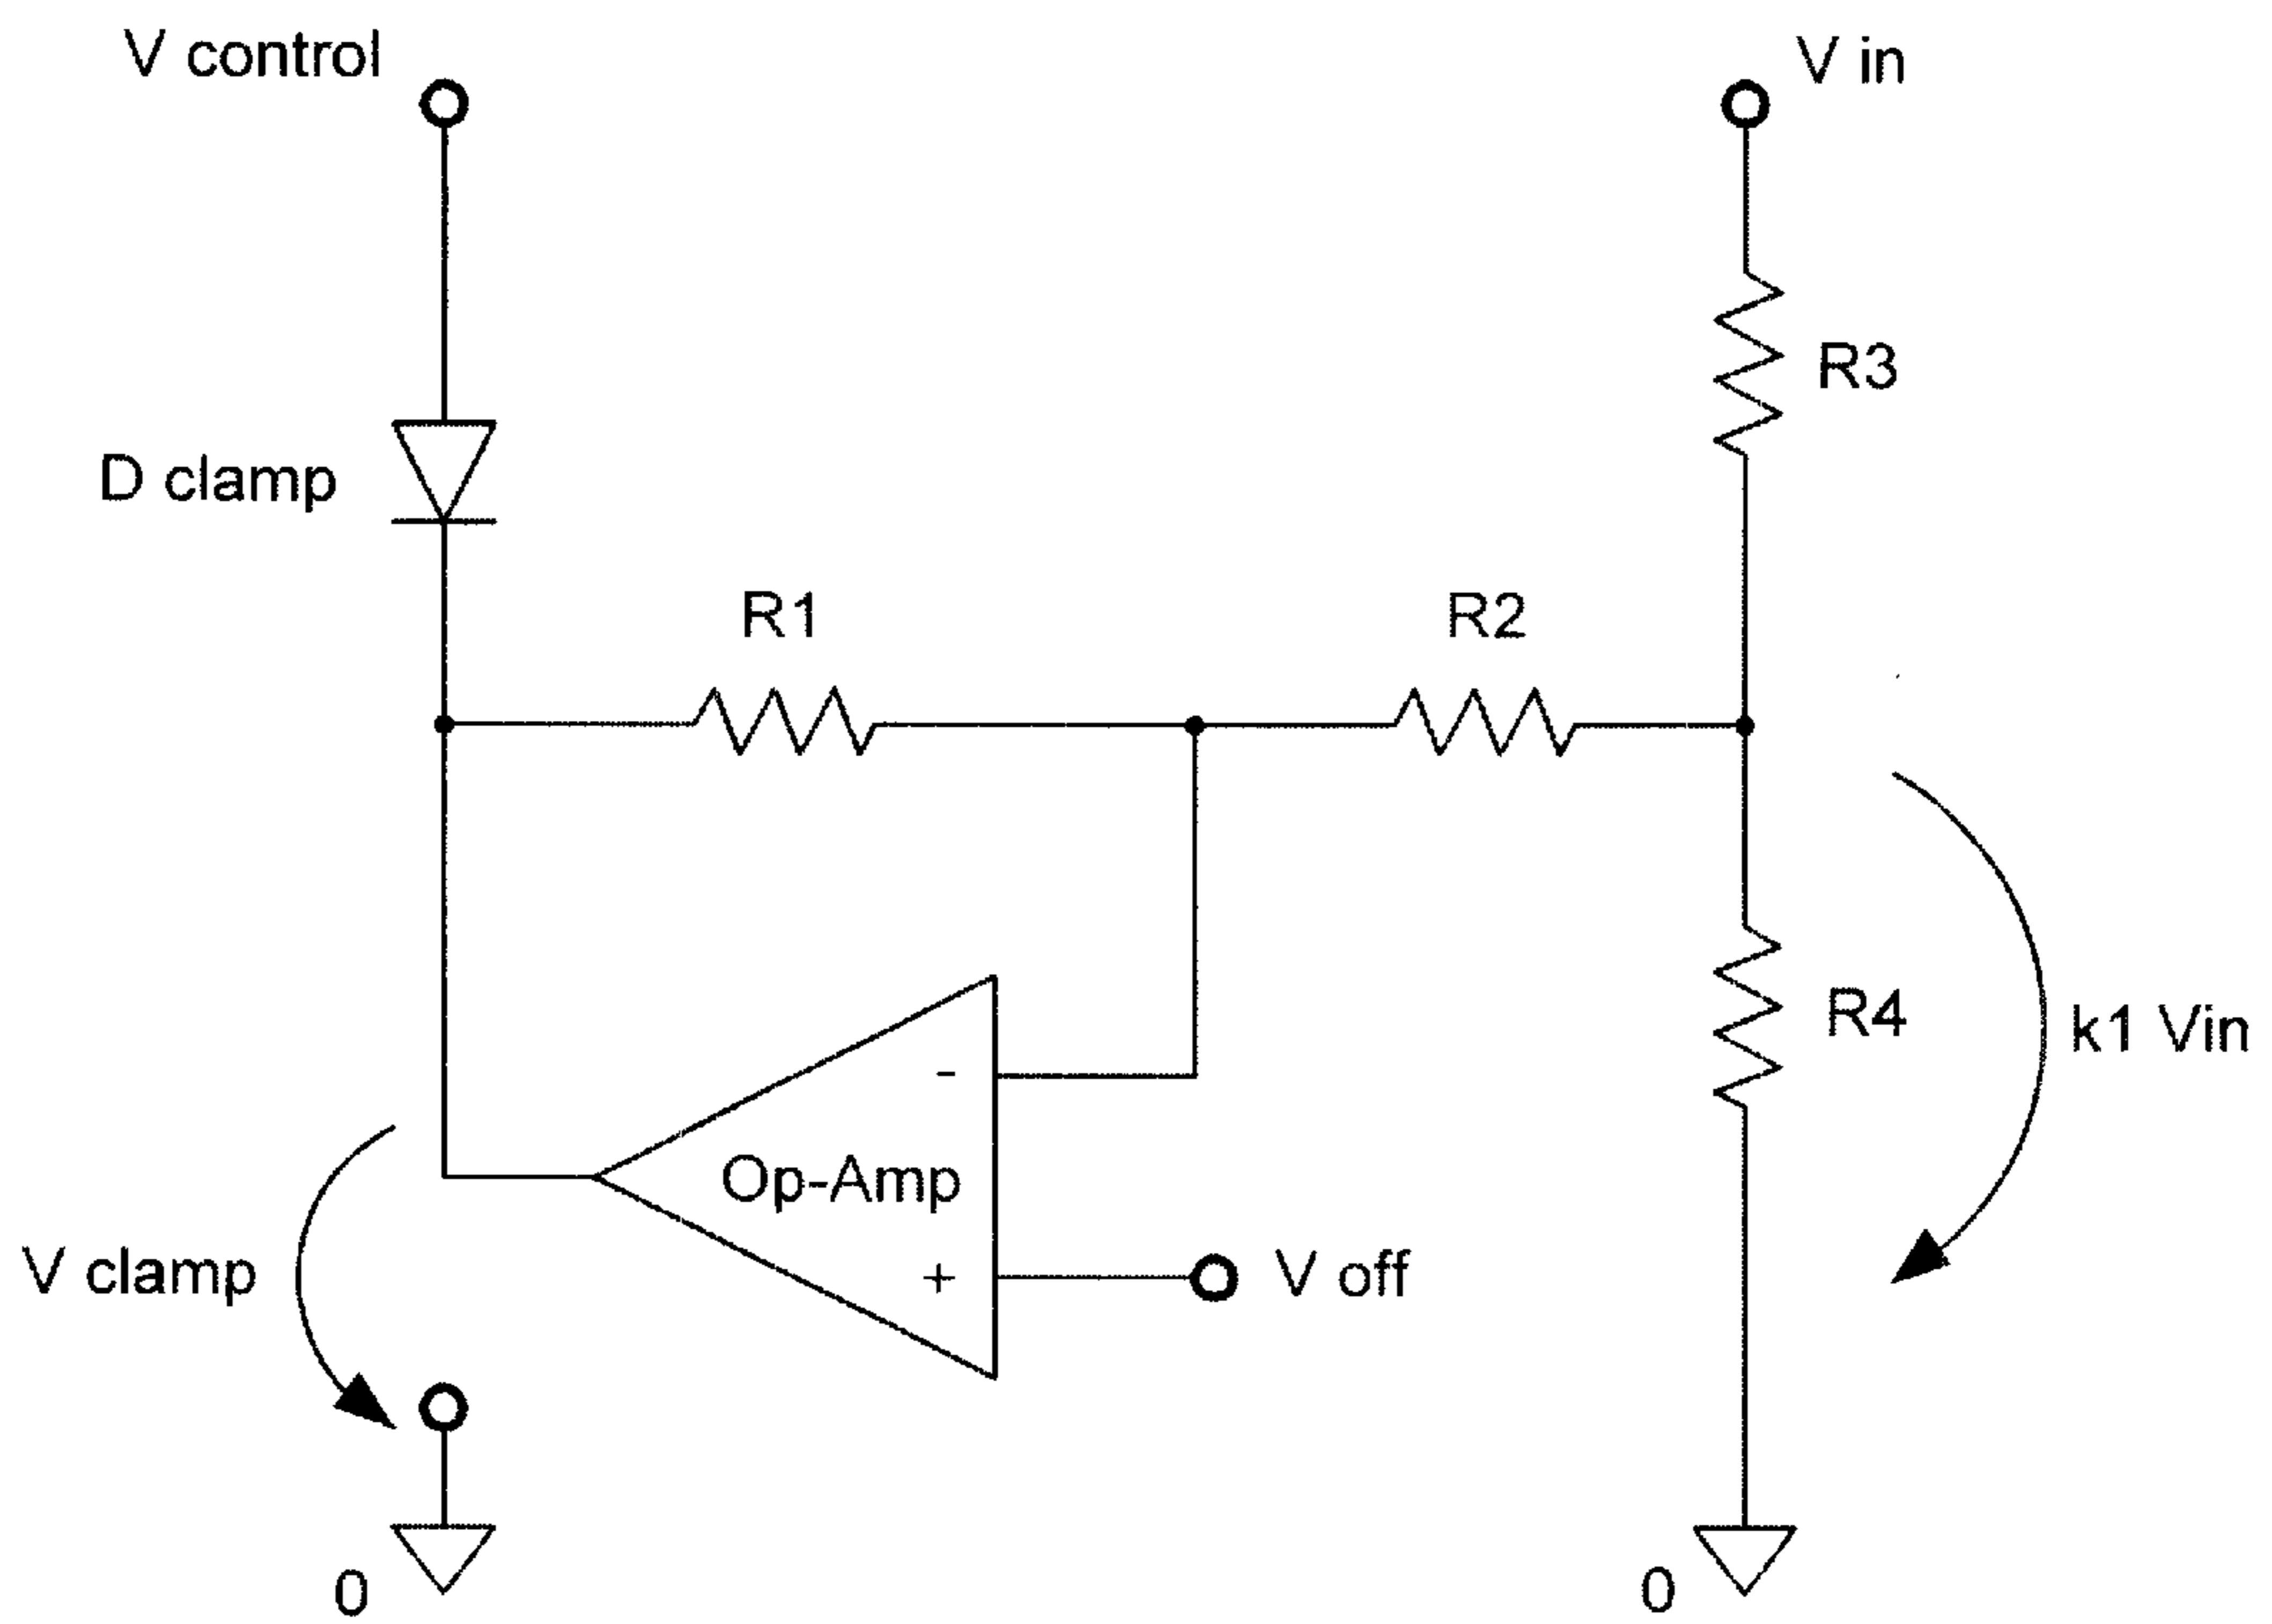 V control
V in
R3
D clamp
R1
R2
R4
k1 Vin
-
Op-Amp
V clamp
+
V off
0
0